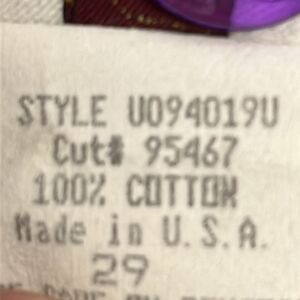 STYLE U094019U
Cut# 95467
100% COTTON
Made in U.S.A.
29